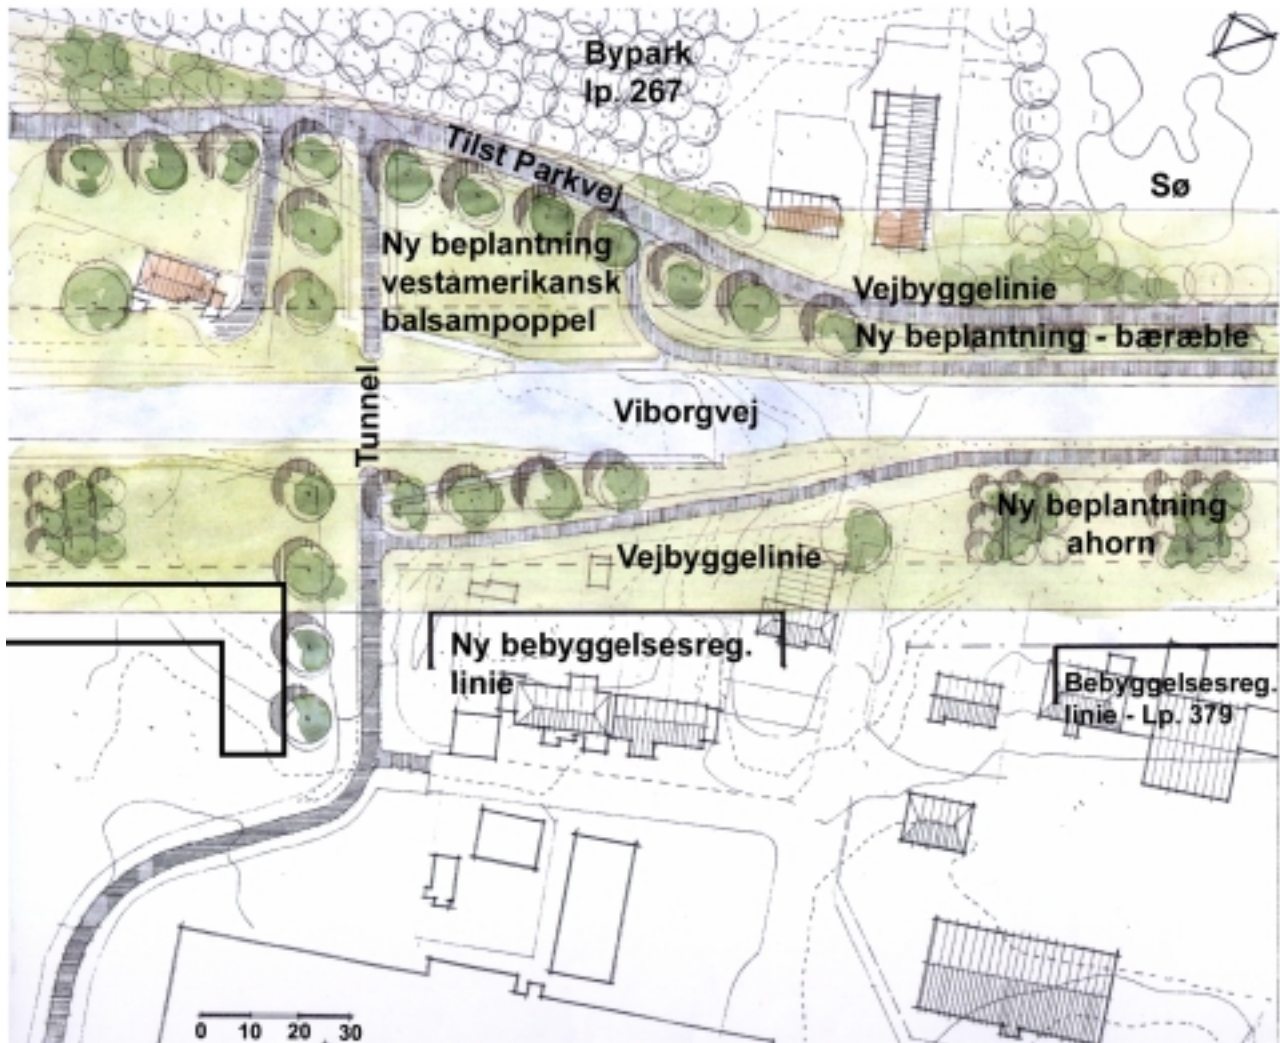 Bypark
lp. 267
Tilst Parkvej
Sø
Ny beplantning
vestamerikansk
balsampoppel
Vejbyggelinie
Ny beplantning - bæræble
Tunnel
Viborgvej
Ny beplantning
ahorn
Vejbyggelinie
Ny bebyggelsesreg.
linie
Bebyggelsesreg.
linie - Lp. 379
0 10 20 30